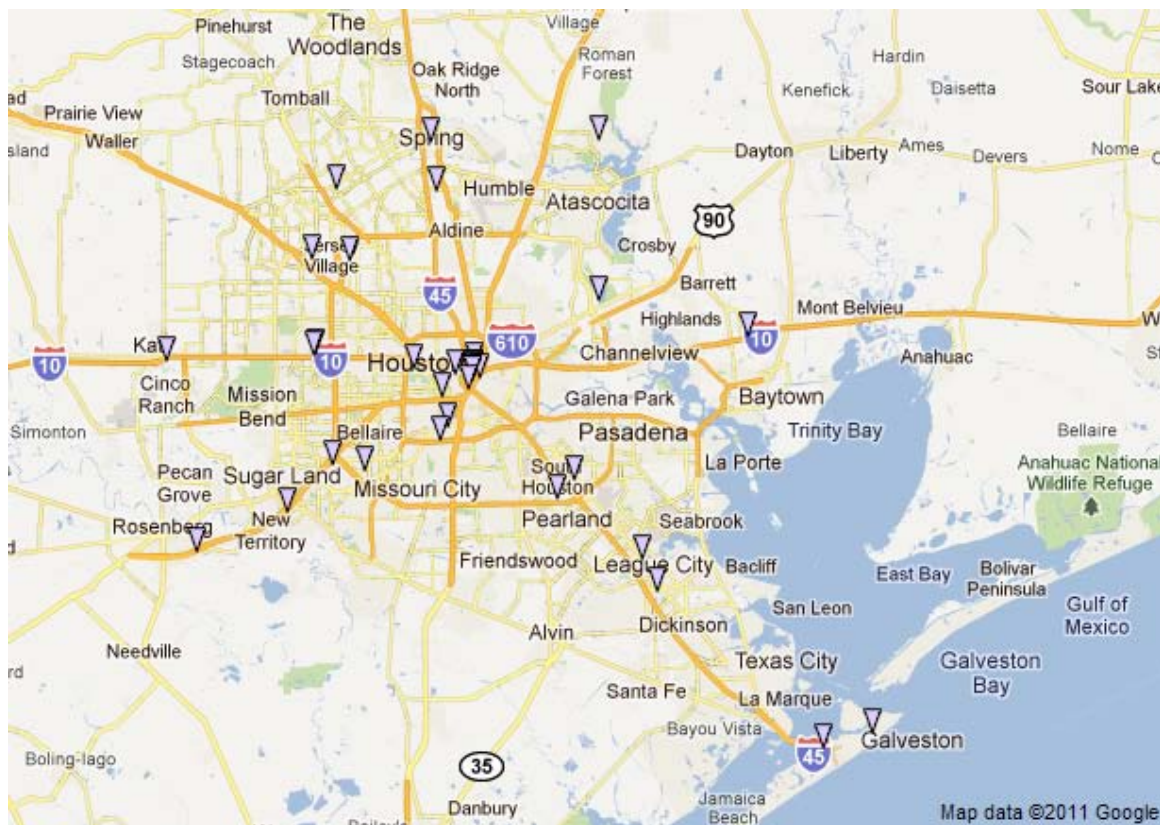 Pinehurst
The
Woodlands
Village
Roman
Forest
Stagecoach
Hardin
Oak Ridge
North
Tomball
Kenefick
Daisetta
Sour Lake
Prairie View
Waller
Spring
Dayton
Liberty
Ames
Devers
Nome
Humble
Atascocita
90
Aldine
Crosby
Village
Barrett
45
Highlands
Mont Belvieu
610
10
10
10
Channelview
Anahuac
Cinco
Ranch
Mission
Bend
Galena Park
Baytown
Simonton
Bellaire
Pasadena
Trinity Bay
Bellaire
Pecan
Grove
Sugar Land
Missouri City
South
Houston
La Porte
Anahuac National
Wildlife Refuge
Rosenberg
New
Territory
Pearland
Seabrook
Friendswood
League City
Bacliff
East Bay
Bolivar
Peninsula
Gulf of
Mexico
San Leon
Alvin
Dickinson
Needville
Texas City
Galveston
Bay
Santa Fe
La Marque
Bayou Vista
Galveston
45
Boling-Iago
35
Jamaica
Beach
Danbury
Map data ©2011 Google